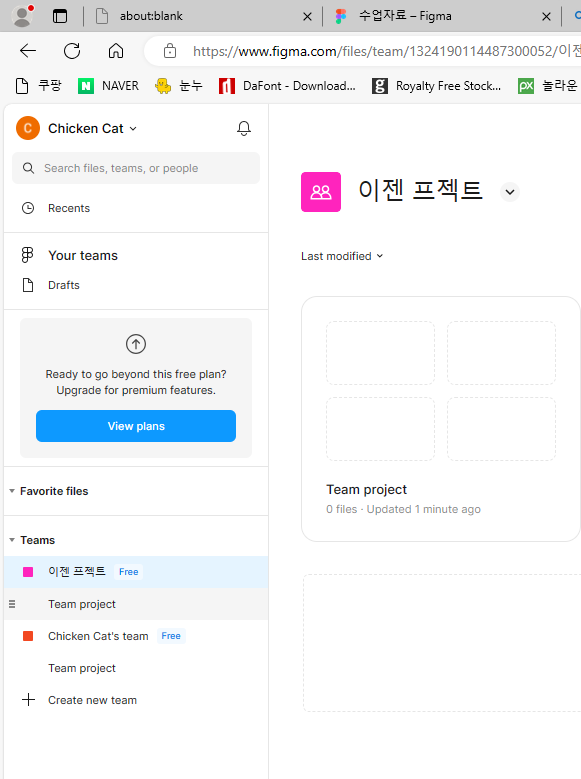 about:blank
수업자료 – Figma
https://www.figma.com/files/team/1324190114487300052/이젠
쿠팡
N NAVER
눈누
DaFont - Download...
g Royalty Free Stock...
px 놀라운
C Chicken Cat
Search files, teams, or people
Recents
Your teams
Drafts
Ready to go beyond this free plan?
Upgrade for premium features.
View plans
Favorite files
Teams
이젠 프젝트 Free
Team project
Chicken Cat's team Free
Team project
Create new team
이젠 프젝트
Last modified
Team project
0 files · Updated 1 minute ago